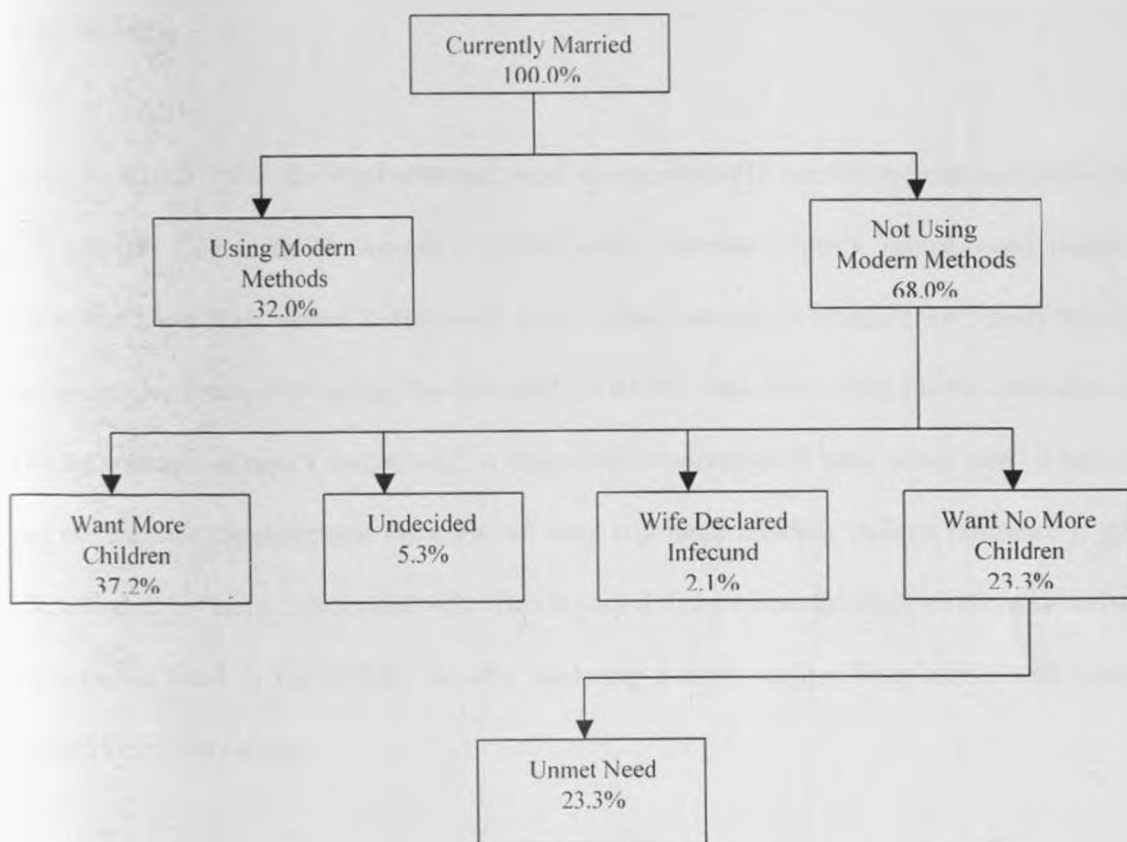 Currently Married
100.0%
Using Modern
Methods
32.0%
Not Using
Modern Methods
68.0%
Want More
Children
37.2%
Undecided
5.3%
Wife Declared
Infecund
2.1%
Want No More
Children
23.3%
Unmet Need
23.3%